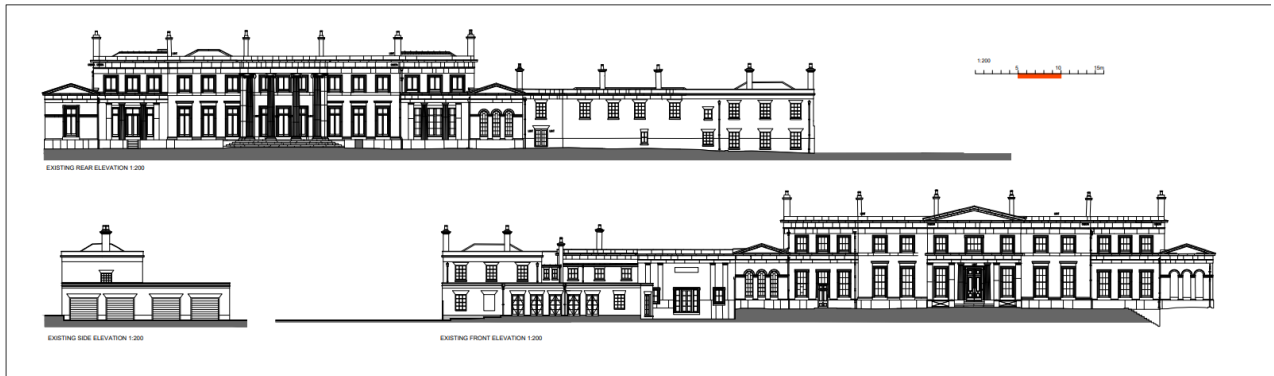 1:200
5 10 15m
EXISTING REAR ELEVATION 1:200
EXISTING SIDE ELEVATION 1:200
EXISTING FRONT ELEVATION 1:200